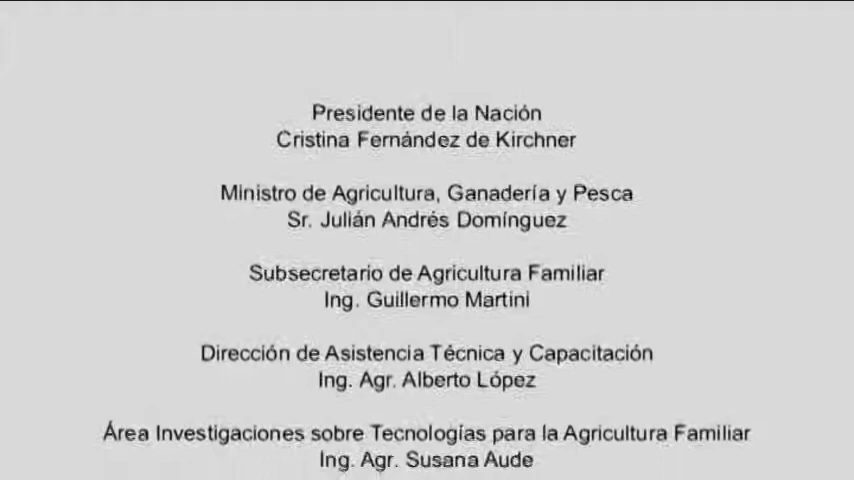 Presidente de la Nación
Cristina Fernández de Kirchner
Ministro de Agricultura, Ganadería y Pesca
Sr. Julián Andrés Domínguez
Subsecretario de Agricultura Familiar
Ing. Guillermo Martini
Dirección de Asistencia Técnica y Capacitación
Ing. Agr. Alberto López
Área Investigaciones sobre Tecnologías para la Agricultura Familiar
Ing. Agr. Susana Aude